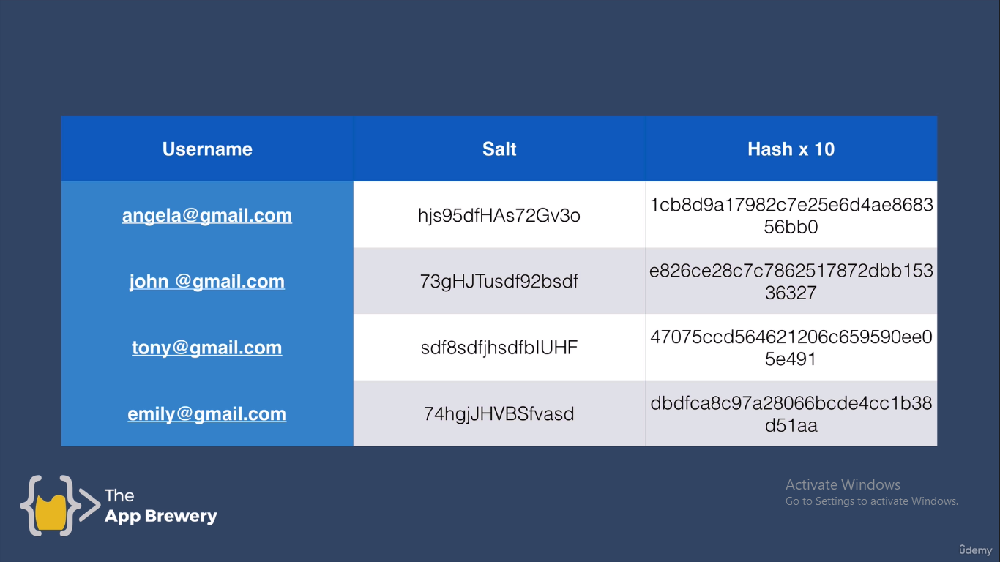 Username Salt Hash x 10
angela@gmail.com hjs95dfHAs72Gv3o 1cb8d9a17982c7e25e6d4ae8683
56bb0
john @gmail.com 73gHJTusdf92bsdf e826ce28c7c7862517872dbb153
36327
tony@gmail.com sdf8sdfjhsdfbIUHF 47075ccd564621206c659590ee0
5e491
emily@gmail.com 74hgjJHVBSfvasd dbdfca8c97a28066bcde4cc1b38
d51aa
The
App Brewery
Activate Windows
Go to Settings to activate Windows.
ûdemy